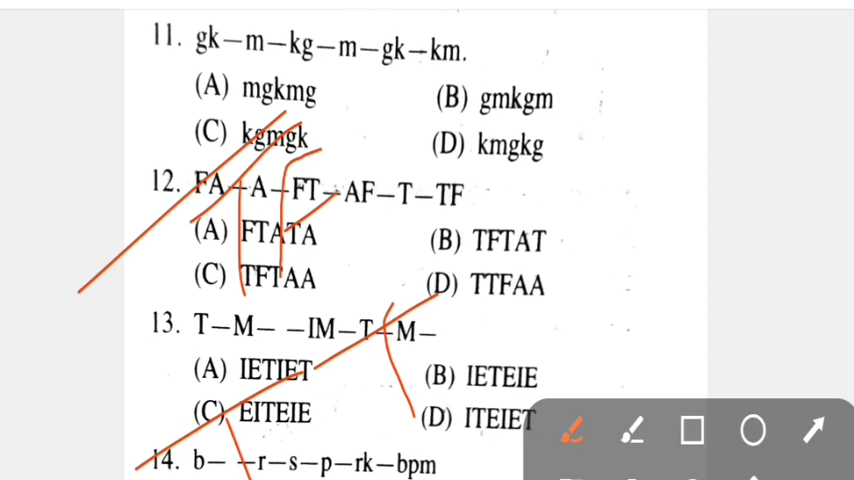 11. gk–m–kg–m–gk–km.
(A) mgkmg (B) gmkgm
(C) kgmgk (D) kmgkg
12. FA–A–FT–AF–T–TF
(A) FTATA (B) TFTAT
(C) TFTAA (D) TTFAA
13. T–M– –IM–T–M–
(A) IETIET (B) IETEIE
(C) EITEIE (D) ITEIET
14. b– –r–s–p–rk–bpm